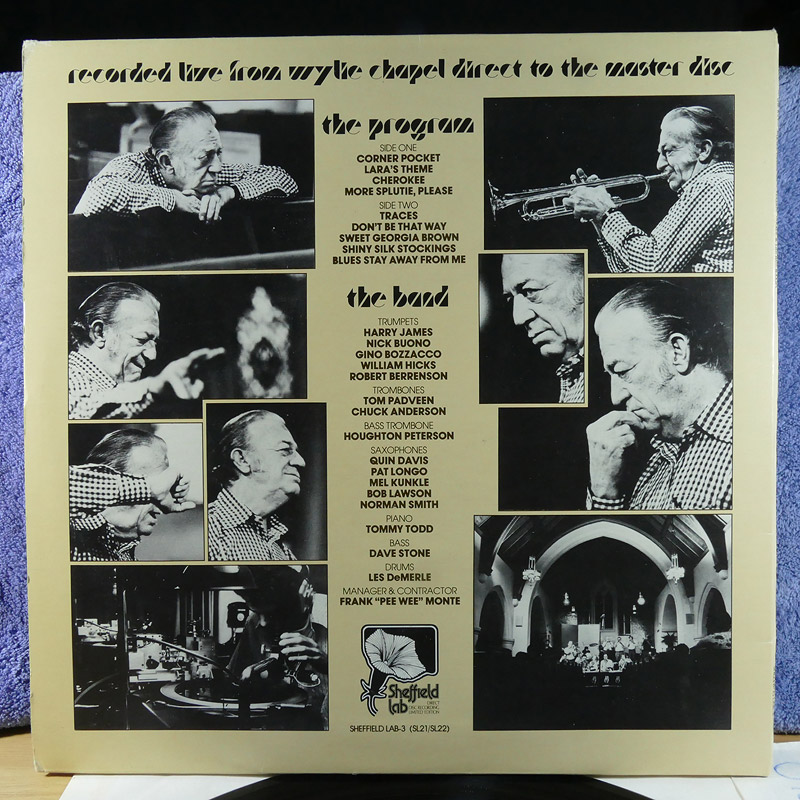 recorded live from wylie chapel direct to the master disc
the program
SIDE ONE
CORNER POCKET
LARA'S THEME
CHEROKEE
MORE SPLUTIE, PLEASE
SIDE TWO
TRACES
DON'T BE THAT WAY
SWEET GEORGIA BROWN
SHINY SILK STOCKINGS
BLUES STAY AWAY FROM ME
the band
TRUMPETS
HARRY JAMES
NICK BUONO
GINO BOZZACCO
WILLIAM HICKS
ROBERT BERRENSON
TROMBONES
TOM PADVEEN
CHUCK ANDERSON
BASS TROMBONE
HOUGHTON PETERSON
SAXOPHONES
QUIN DAVIS
PAT LONGO
MEL KUNKLE
BOB LAWSON
NORMAN SMITH
PIANO
TOMMY TODD
BASS
DAVE STONE
DRUMS
LES DeMERLE
MANAGER & CONTRACTOR
FRANK "PEE WEE" MONTE
Sheffield
lab
DIRECT
DISC RECORDING
LIMITED EDITION
SHEFFIELD LAB-3 (SL21/SL22)